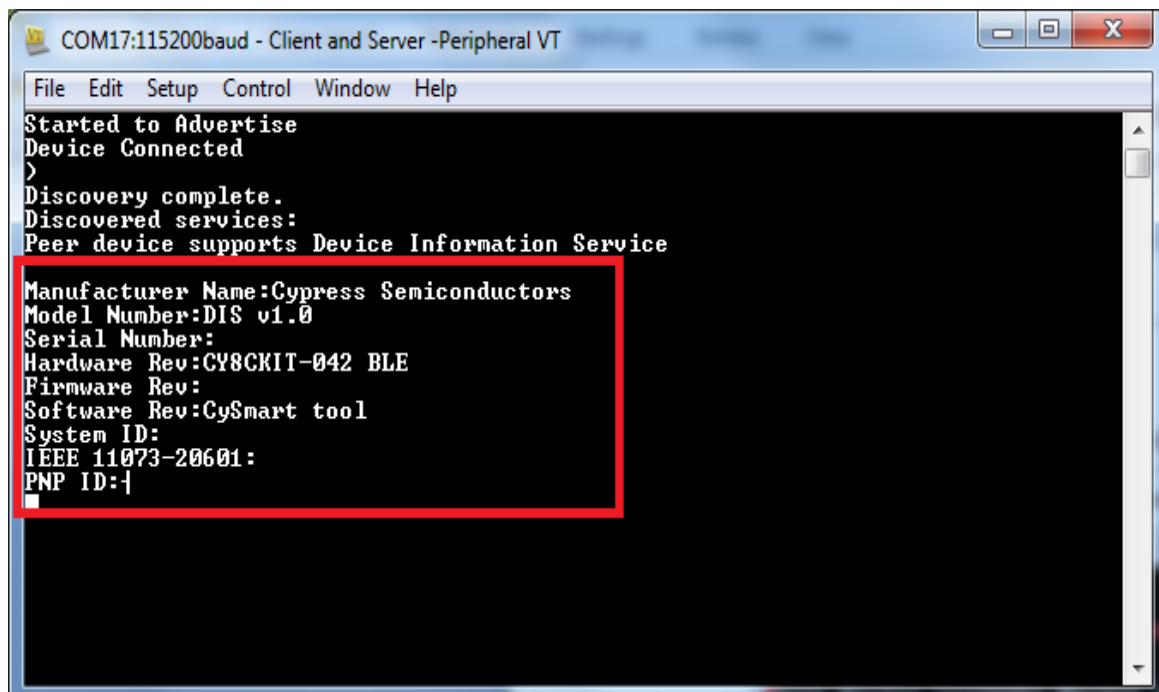 COM17:115200baud - Client and Server -Peripheral VT
File Edit Setup Control Window Help
Started to Advertise
Device Connected
)
Discovery complete.
Discovered services:
Peer device supports Device Information Service
Manufacturer Name:Cypress Semiconductors
Model Number:DIS v1.0
Serial Number:
Hardware Rev:CY8CKIT-042 BLE
Firmware Rev:
Software Rev:CySmart tool
System ID:
IEEE 11073-20601:
PNP ID:┤